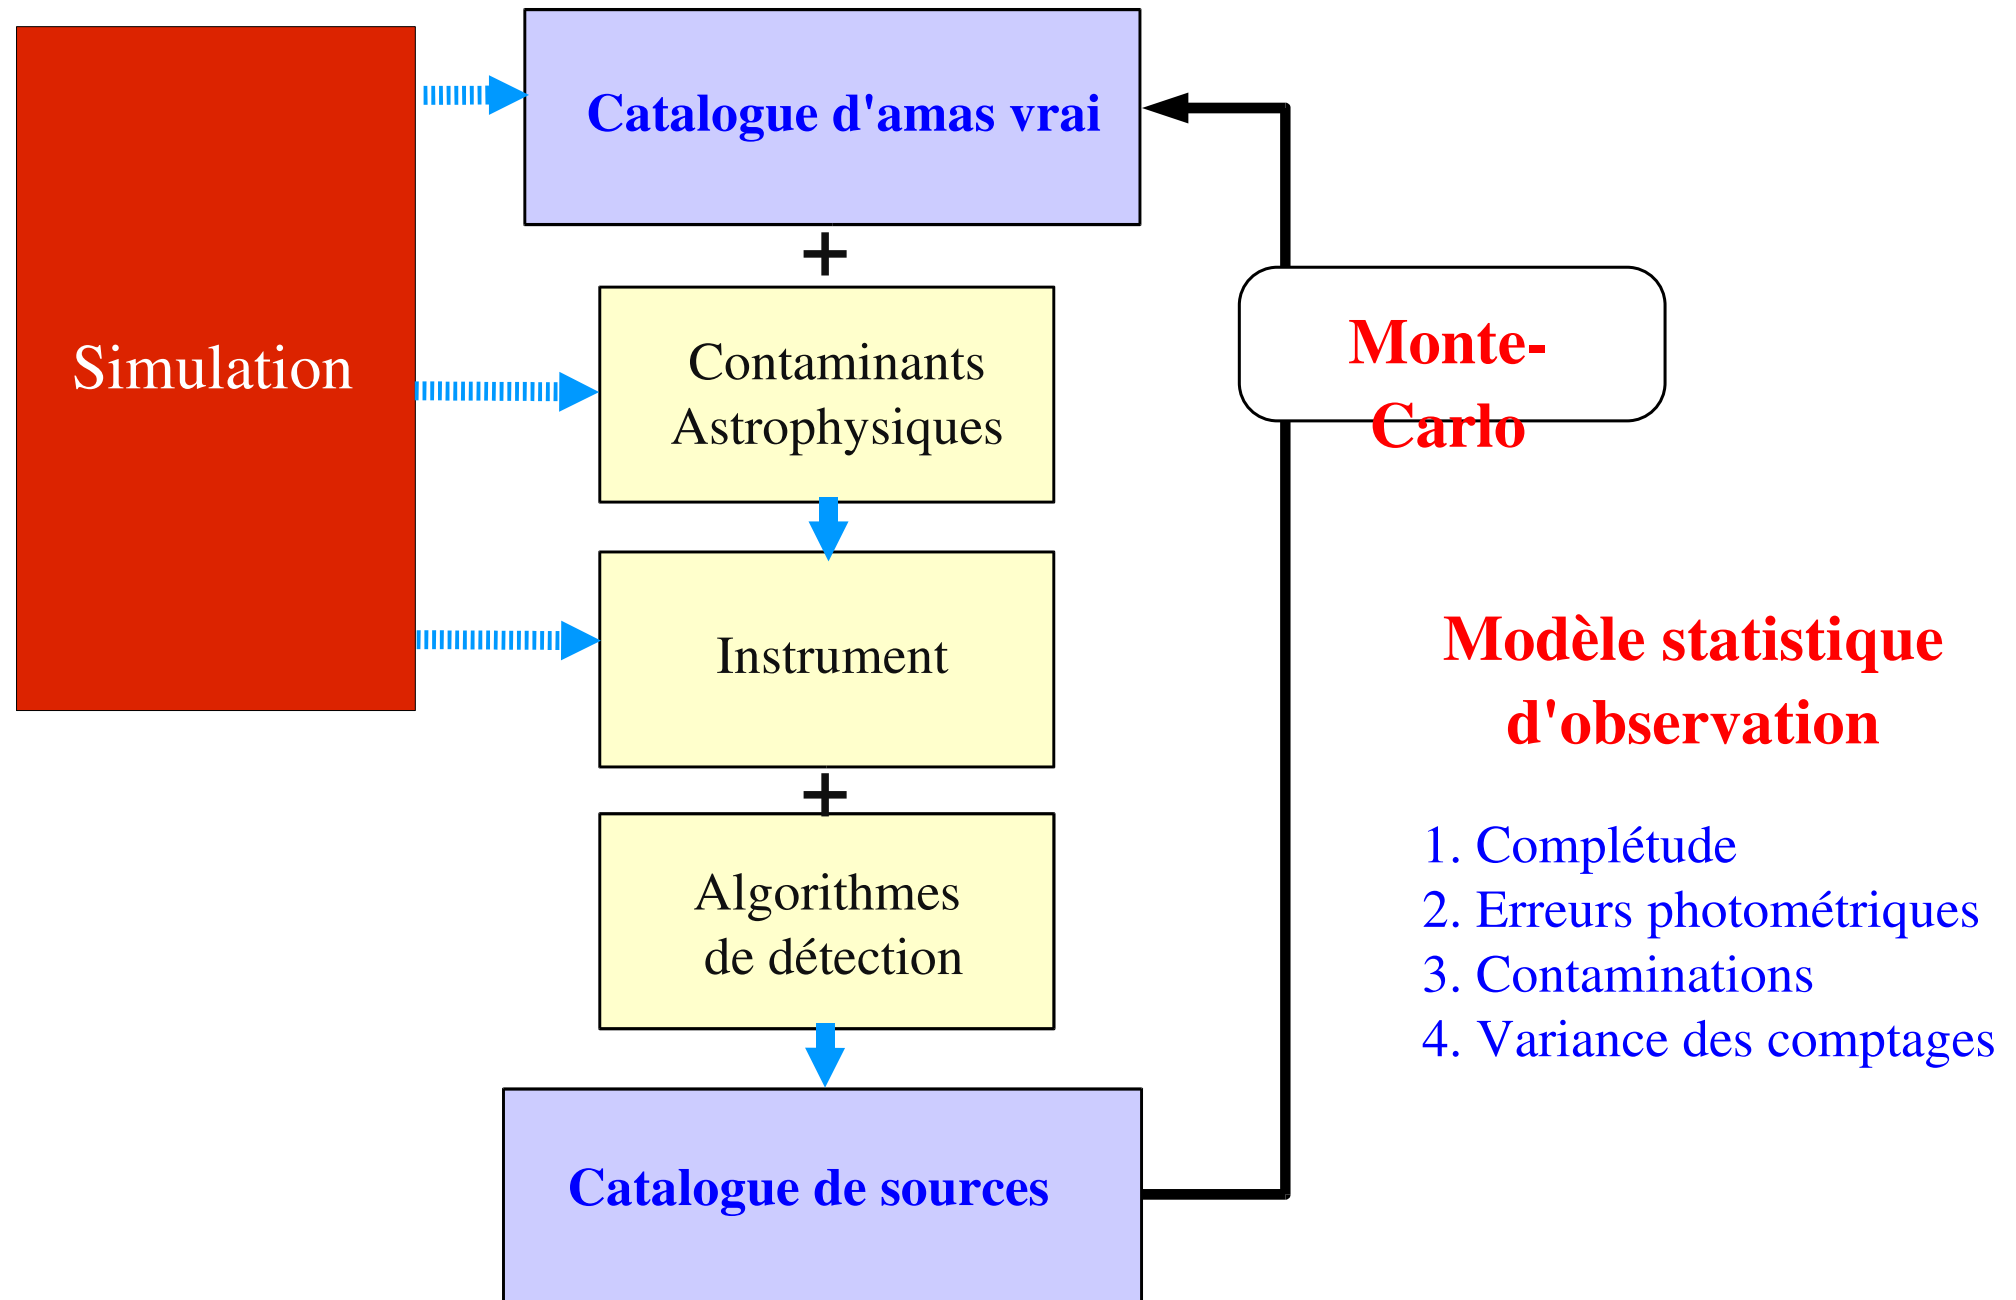 Simulation
Catalogue d'amas vrai
+
Contaminants
Astrophysiques
Instrument
+
Algorithmes
de détection
Catalogue de sources
Monte-
Carlo
Modèle statistique
d'observation
1. Complétude
2. Erreurs photométriques
3. Contaminations
4. Variance des comptages